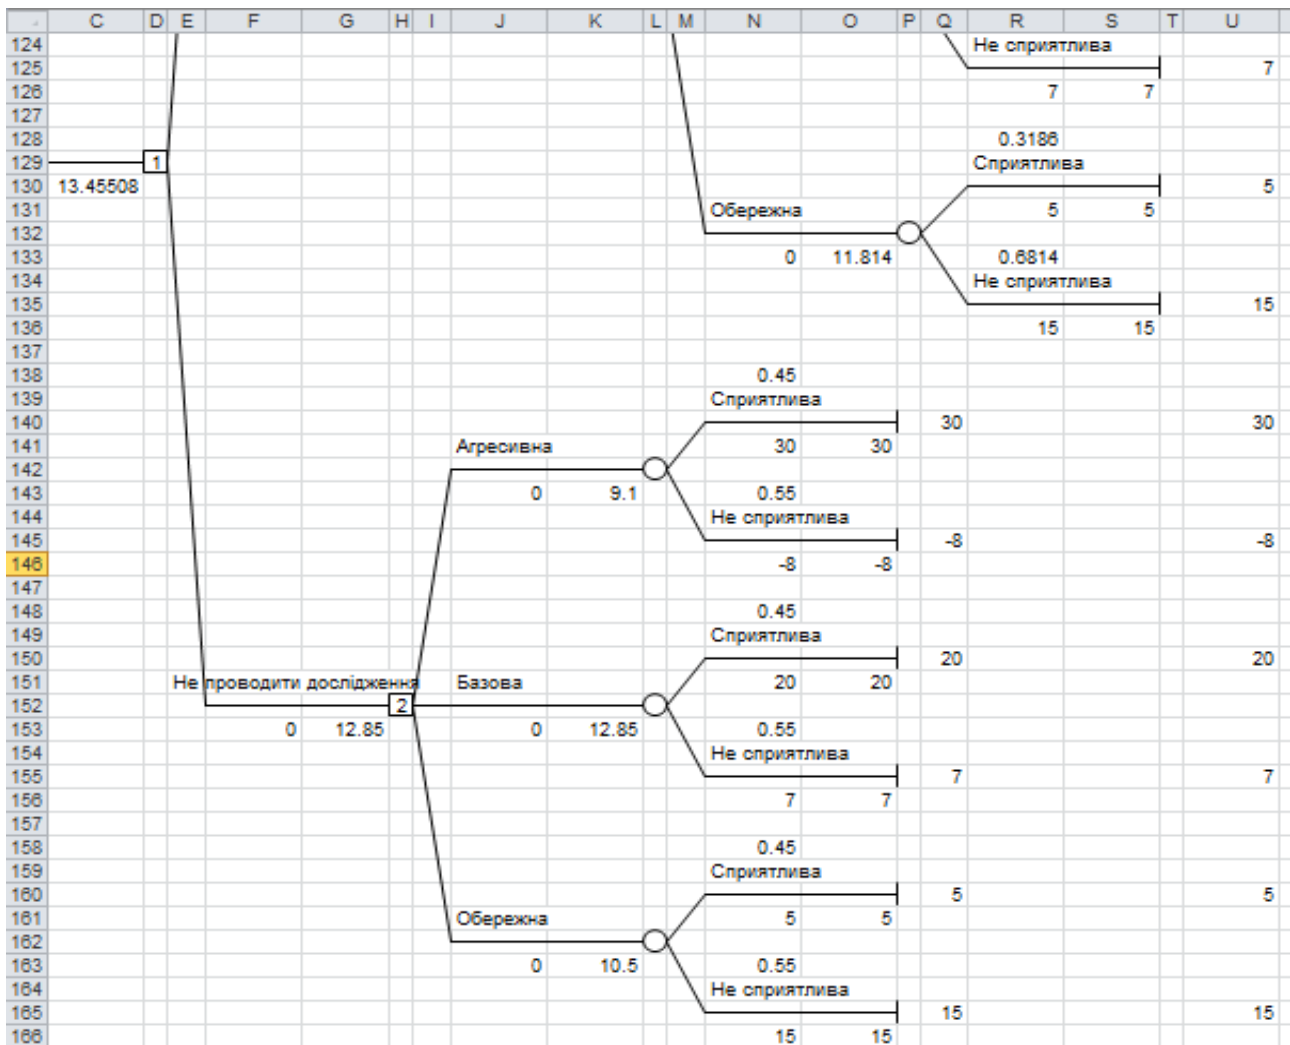 C D E F G H I J K L M N O P Q R S T U
124 Не сприятлива
125 7
126 7 7
127
128 0.3186
129 1 Сприятлива
130 13.45508 5
131 Обережна 5 5
132
133 0 11.814 0.6814
134 Не сприятлива
135 15
136 15 15
137
138 0.45
139 Сприятлива
140 30 30
141 Агресивна 30 30
142
143 0 9.1 0.55
144 Не сприятлива
145 -8 -8
146 -8 -8
147
148 0.45
149 Сприятлива
150 20 20
151 Не проводити дослідження Базова 20 20
152 2
153 0 12.85 0 12.85 0.55
154 Не сприятлива
155 7 7
156 7 7
157
158 0.45
159 Сприятлива
160 5 5
161 Обережна 5 5
162
163 0 10.5 0.55
164 Не сприятлива
165 15 15
166 15 15